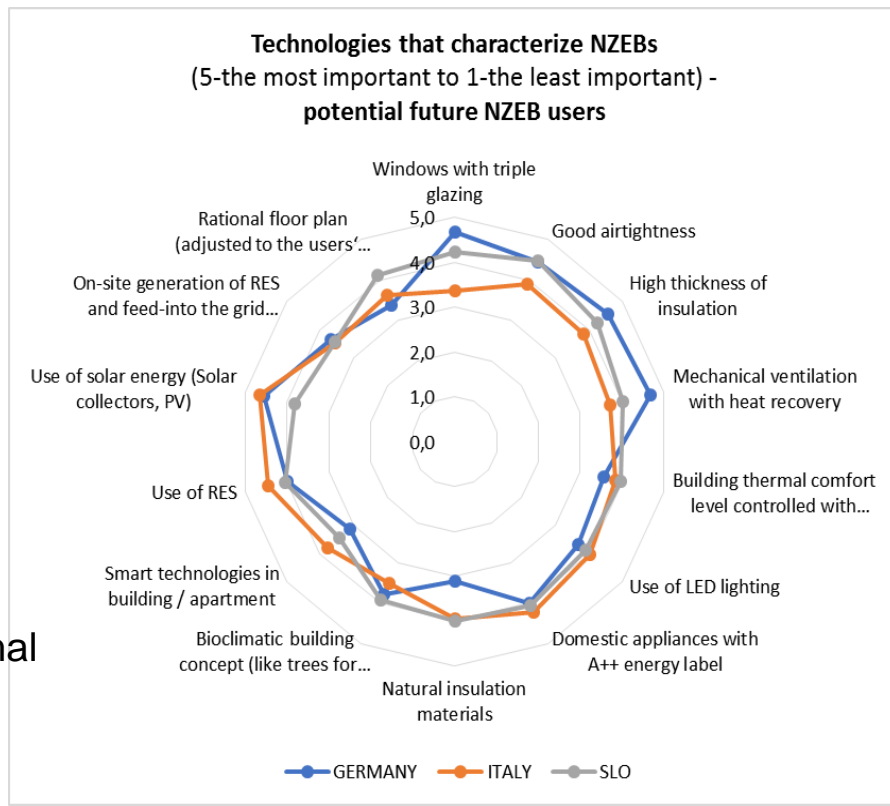 Technologies that characterize NZEBs
(5-the most important to 1-the least important) -
potential future NZEB users
Windows with triple
glazing
Good airtightness
High thickness of
insulation
Mechanical ventilation
with heat recovery
Building thermal comfort
level controlled with...
Use of LED lighting
Domestic appliances with
A++ energy label
Natural insulation
materials
Bioclimatic building
concept (like trees for...
Smart technologies in
building / apartment
Use of RES
Use of solar energy (Solar
collectors, PV)
On-site generation of RES
and feed-into the grid...
Rational floor plan
(adjusted to the users‘...
5,0
4,0
3,0
2,0
1,0
0,0
nal
GERMANY
ITALY
SLO